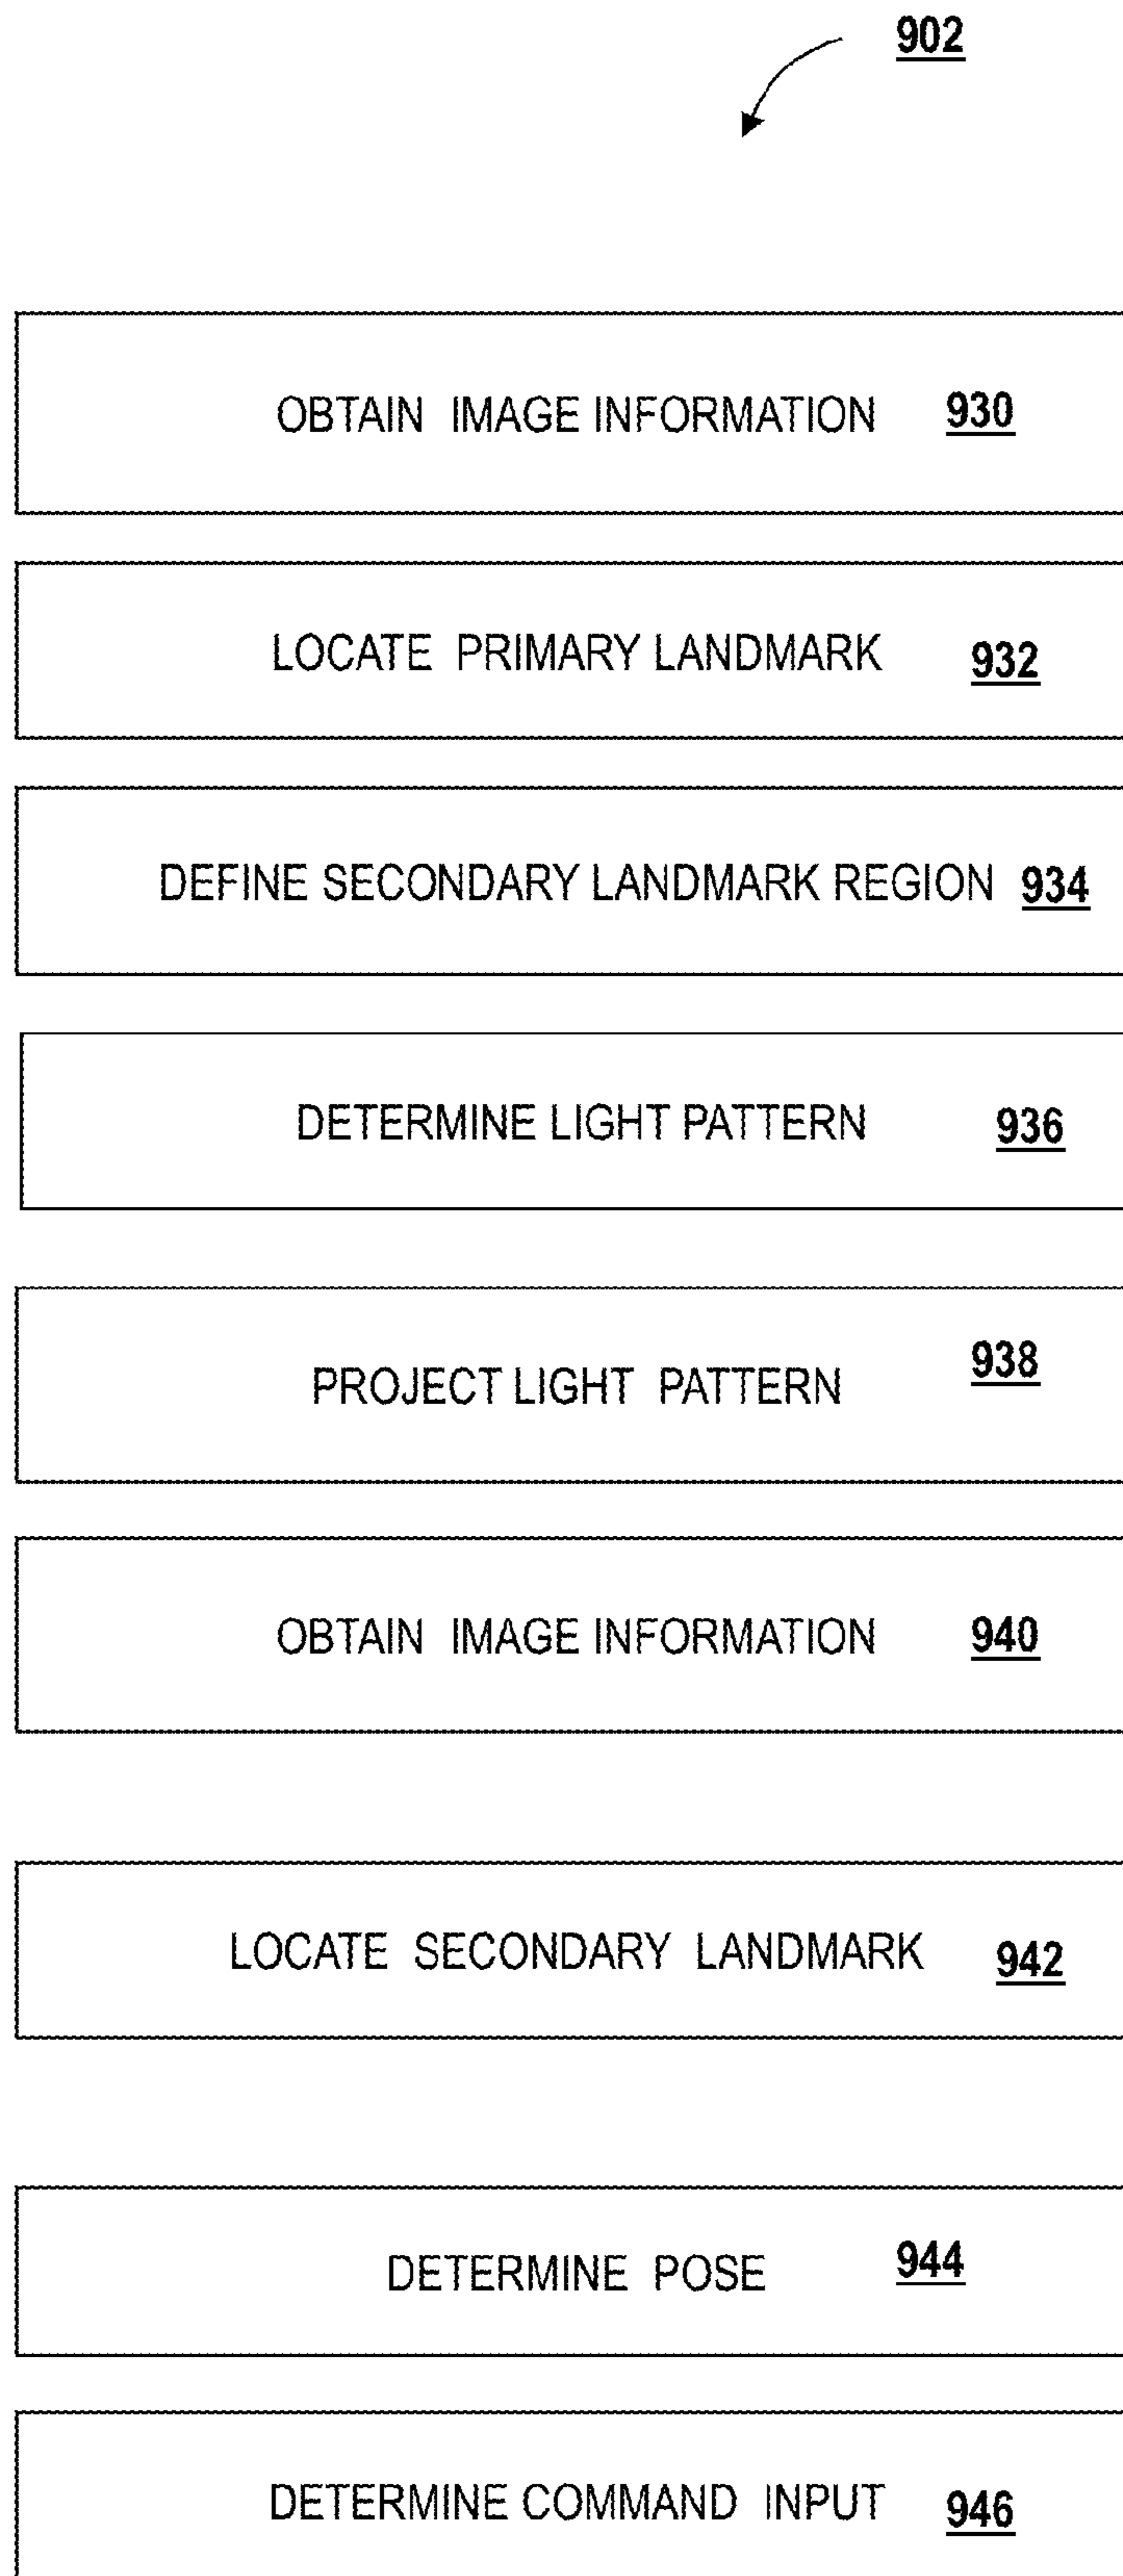 902
OBTAIN IMAGE INFORMATION 930
LOCATE PRIMARY LANDMARK 932
DEFINE SECONDARY LANDMARK REGION 934
DETERMINE LIGHT PATTERN 936
PROJECT LIGHT PATTERN 938
OBTAIN IMAGE INFORMATION 940
LOCATE SECONDARY LANDMARK 942
DETERMINE POSE 944
DETERMINE COMMAND INPUT 946